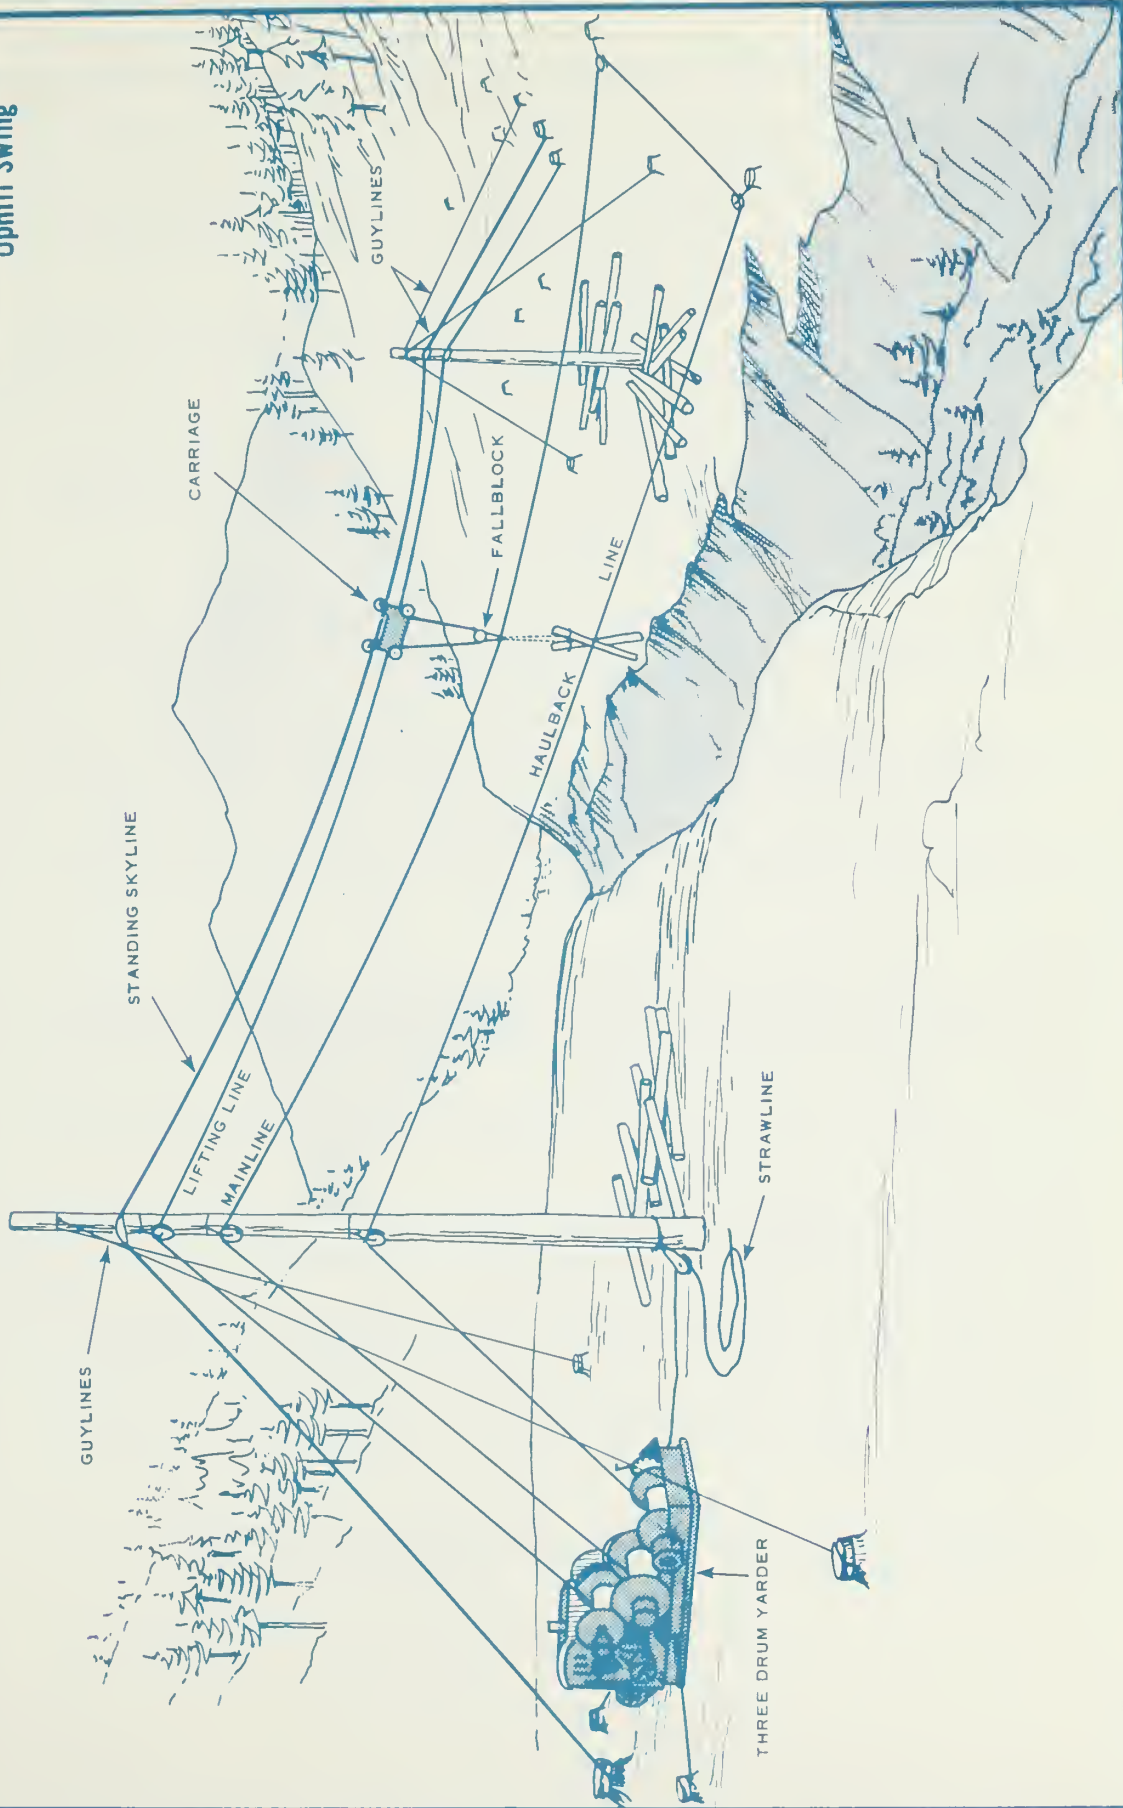 Uphill Swing
GUYLINES
CARRIAGE
FALLBLOCK
STANDING SKYLINE
LIFTING LINE
MAINLINE
HAULBACK LINE
GUYLINES
STRAWLINE
THREE DRUM YARDER